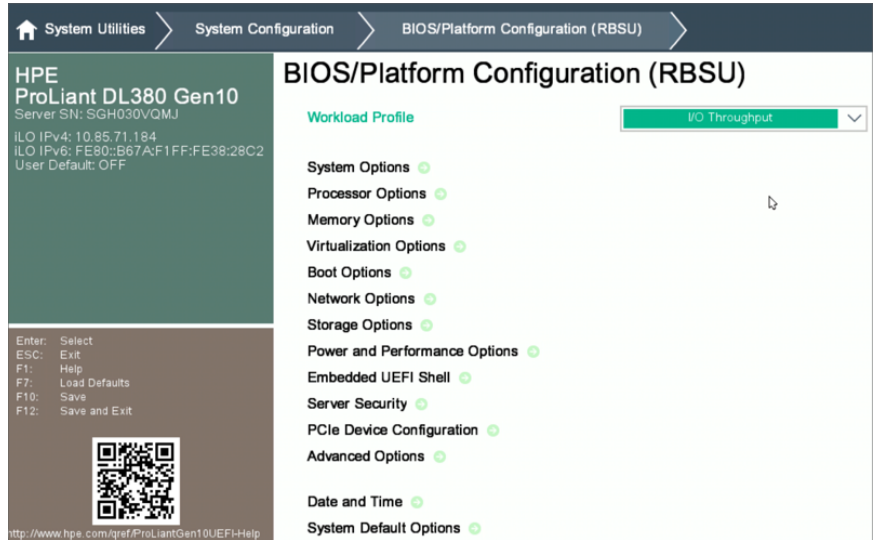 System Utilities
System Configuration
BIOS/Platform Configuration (RBSU)
HPE
ProLiant DL380 Gen10
Server SN: SGH030VQMJ
iLO IPv4: 10.85.71.184
iLO IPv6: FE80::B67A:F1FF:FE38:28C2
User Default: OFF
Enter: Select
ESC: Exit
F1: Help
F7: Load Defaults
F10: Save
F12: Save and Exit
http://www.hpe.com/qref/ProLiantGen10UEFI-Help
BIOS/Platform Configuration (RBSU)
Workload Profile
I/O Throughput
System Options
Processor Options
Memory Options
Virtualization Options
Boot Options
Network Options
Storage Options
Power and Performance Options
Embedded UEFI Shell
Server Security
PCIe Device Configuration
Advanced Options
Date and Time
System Default Options